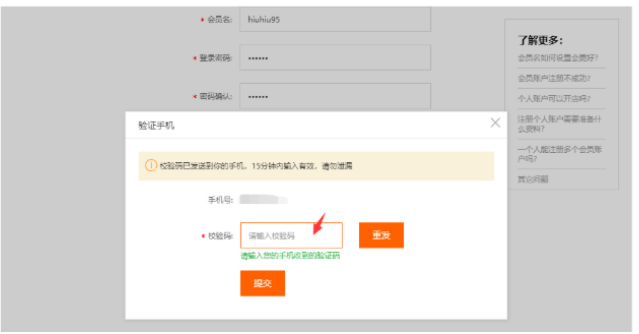 * 会员名: hiuhiu95
* 登录密码: ······
* 密码确认: ······
了解更多：
会员名如何设置会更好?
会员账户注册不成功?
个人账户可以开店吗?
注册个人账户需要准备什
么资料?
一个人能注册多个会员账
户吗?
其它问题
验证手机
校验码已发送到你的手机，15分钟内输入有效，请勿泄漏
手机号:
* 校验码: 请输入校验码 重发
请输入您的手机收到的验证码
提交